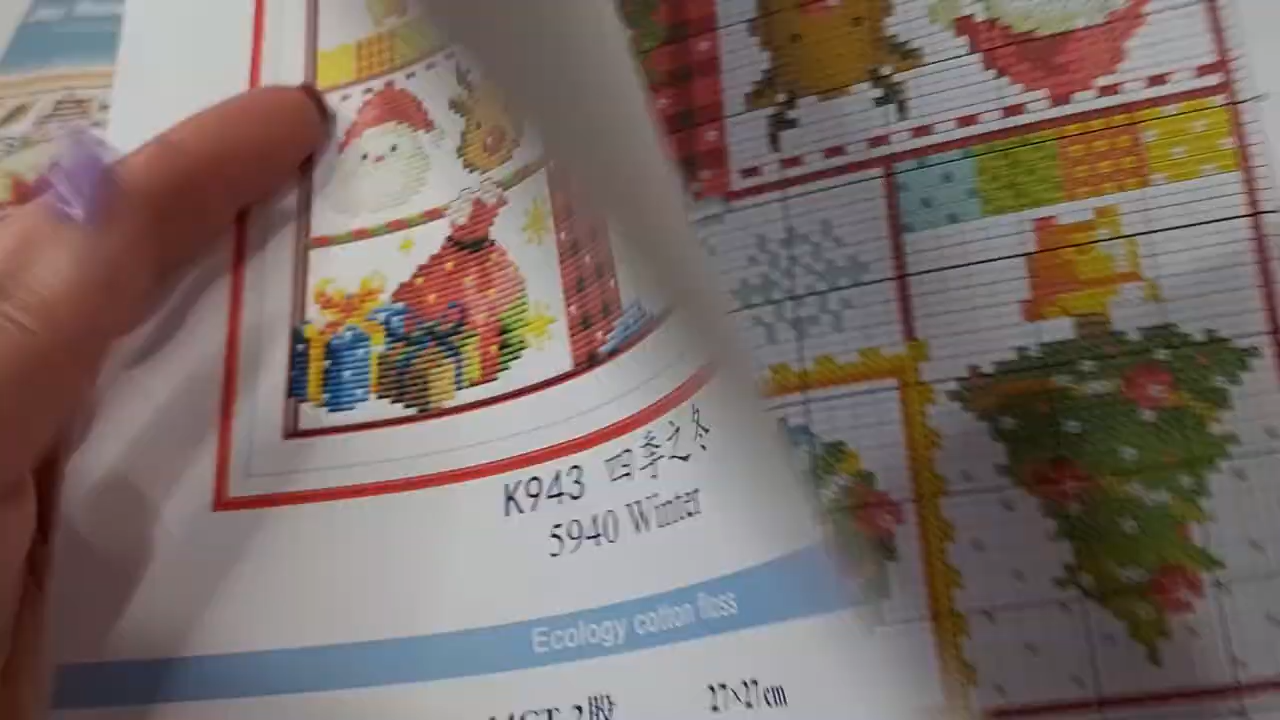 K943 四季之冬
5940 Winter
Ecology cotton floss
27×27cm